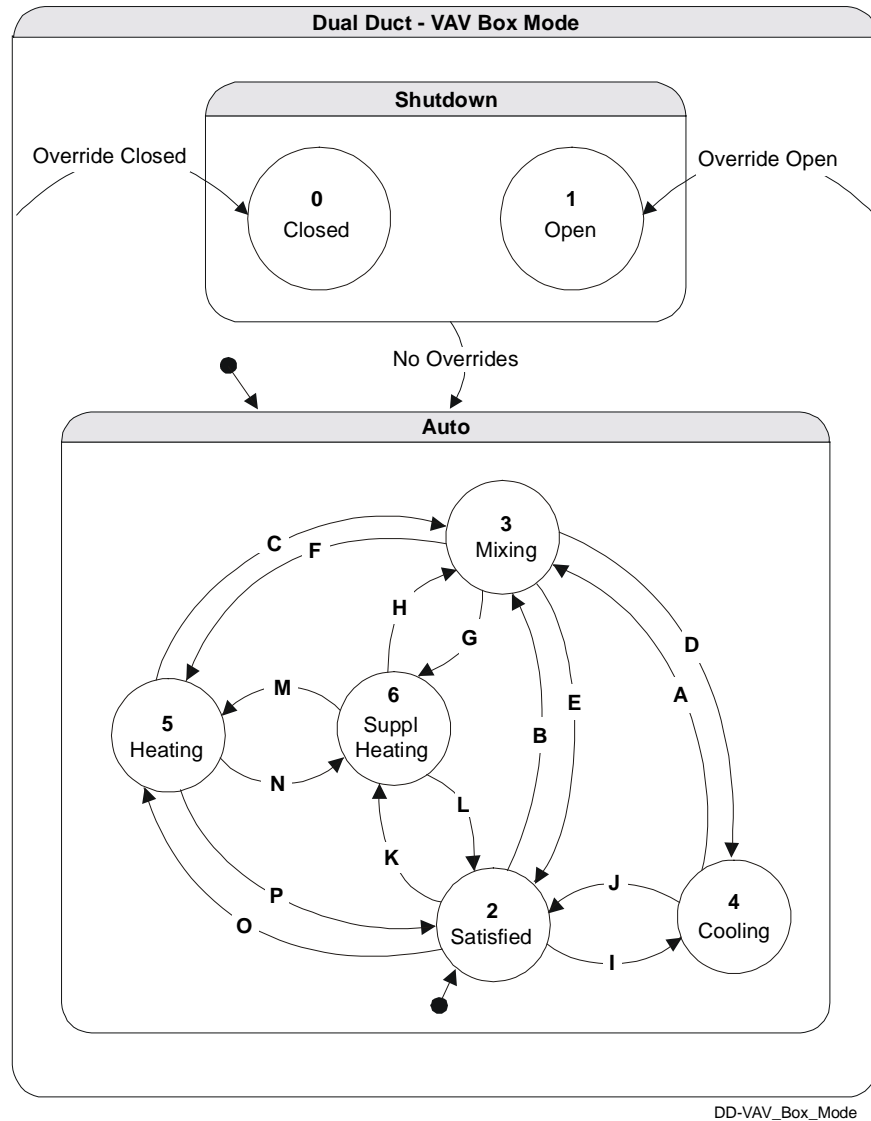 Dual Duct - VAV Box Mode
Shutdown
Override Closed
Override Open
0
Closed
1
Open
No Overrides
Auto
3
Mixing
C
F
H
G
D
A
M
6
Suppl
Heating
5
Heating
E
B
N
L
K
P
O
J
2
Satisfied
4
Cooling
I
DD-VAV_Box_Mode